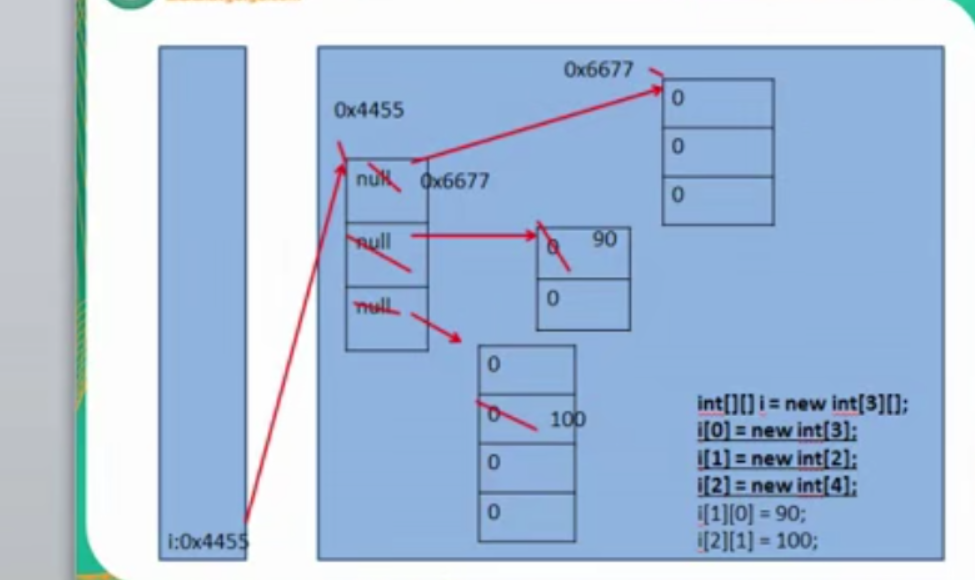 0x6677
0
0
0
0x4455
null
0x6677
null
null
0 90
0
0
0 100
0
0
int[][] i = new int[3][];
i[0] = new int[3];
i[1] = new int[2];
i[2] = new int[4];
i[1][0] = 90;
i[2][1] = 100;
i:0x4455